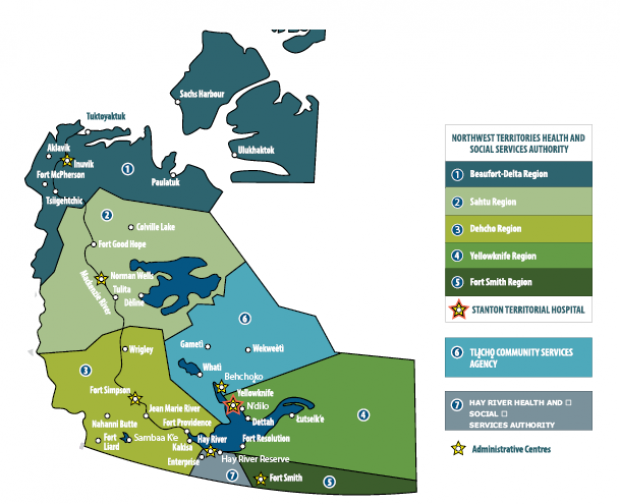 Sachs Harbour
Tuktoyaktuk
Ulukhaktok
Aklavik
Inuvik
Fort McPherson
1
Paulatuk
Tsiigehtchic
2
Colville Lake
Fort Good Hope
Norman Wells
Mackenzie River
Tulita
Déline
6
Wrigley
Gametì
Wekweètì
Whatì
3
Behchoko
Fort Simpson
Yellowknife
N'dilo
Jean Marie River
Łutselk'e
4
Nahanni Butte
Fort Providence
Dettah
Sambaa K'e
Fort
Liard
Hay River
Fort Resolution
Kakisa
Enterprise
Hay River Reserve
7
Fort Smith
5
NORTHWEST TERRITORIES HEALTH AND
SOCIAL SERVICES AUTHORITY
1 Beaufort-Delta Region
2 Sahtu Region
3 Dehcho Region
4 Yellowknife Region
5 Fort Smith Region
STANTON TERRITORIAL HOSPITAL
6 TŁĮCHǪ COMMUNITY SERVICES
AGENCY
7 HAY RIVER HEALTH AND □
SOCIAL □
SERVICES AUTHORITY
Administrative Centres